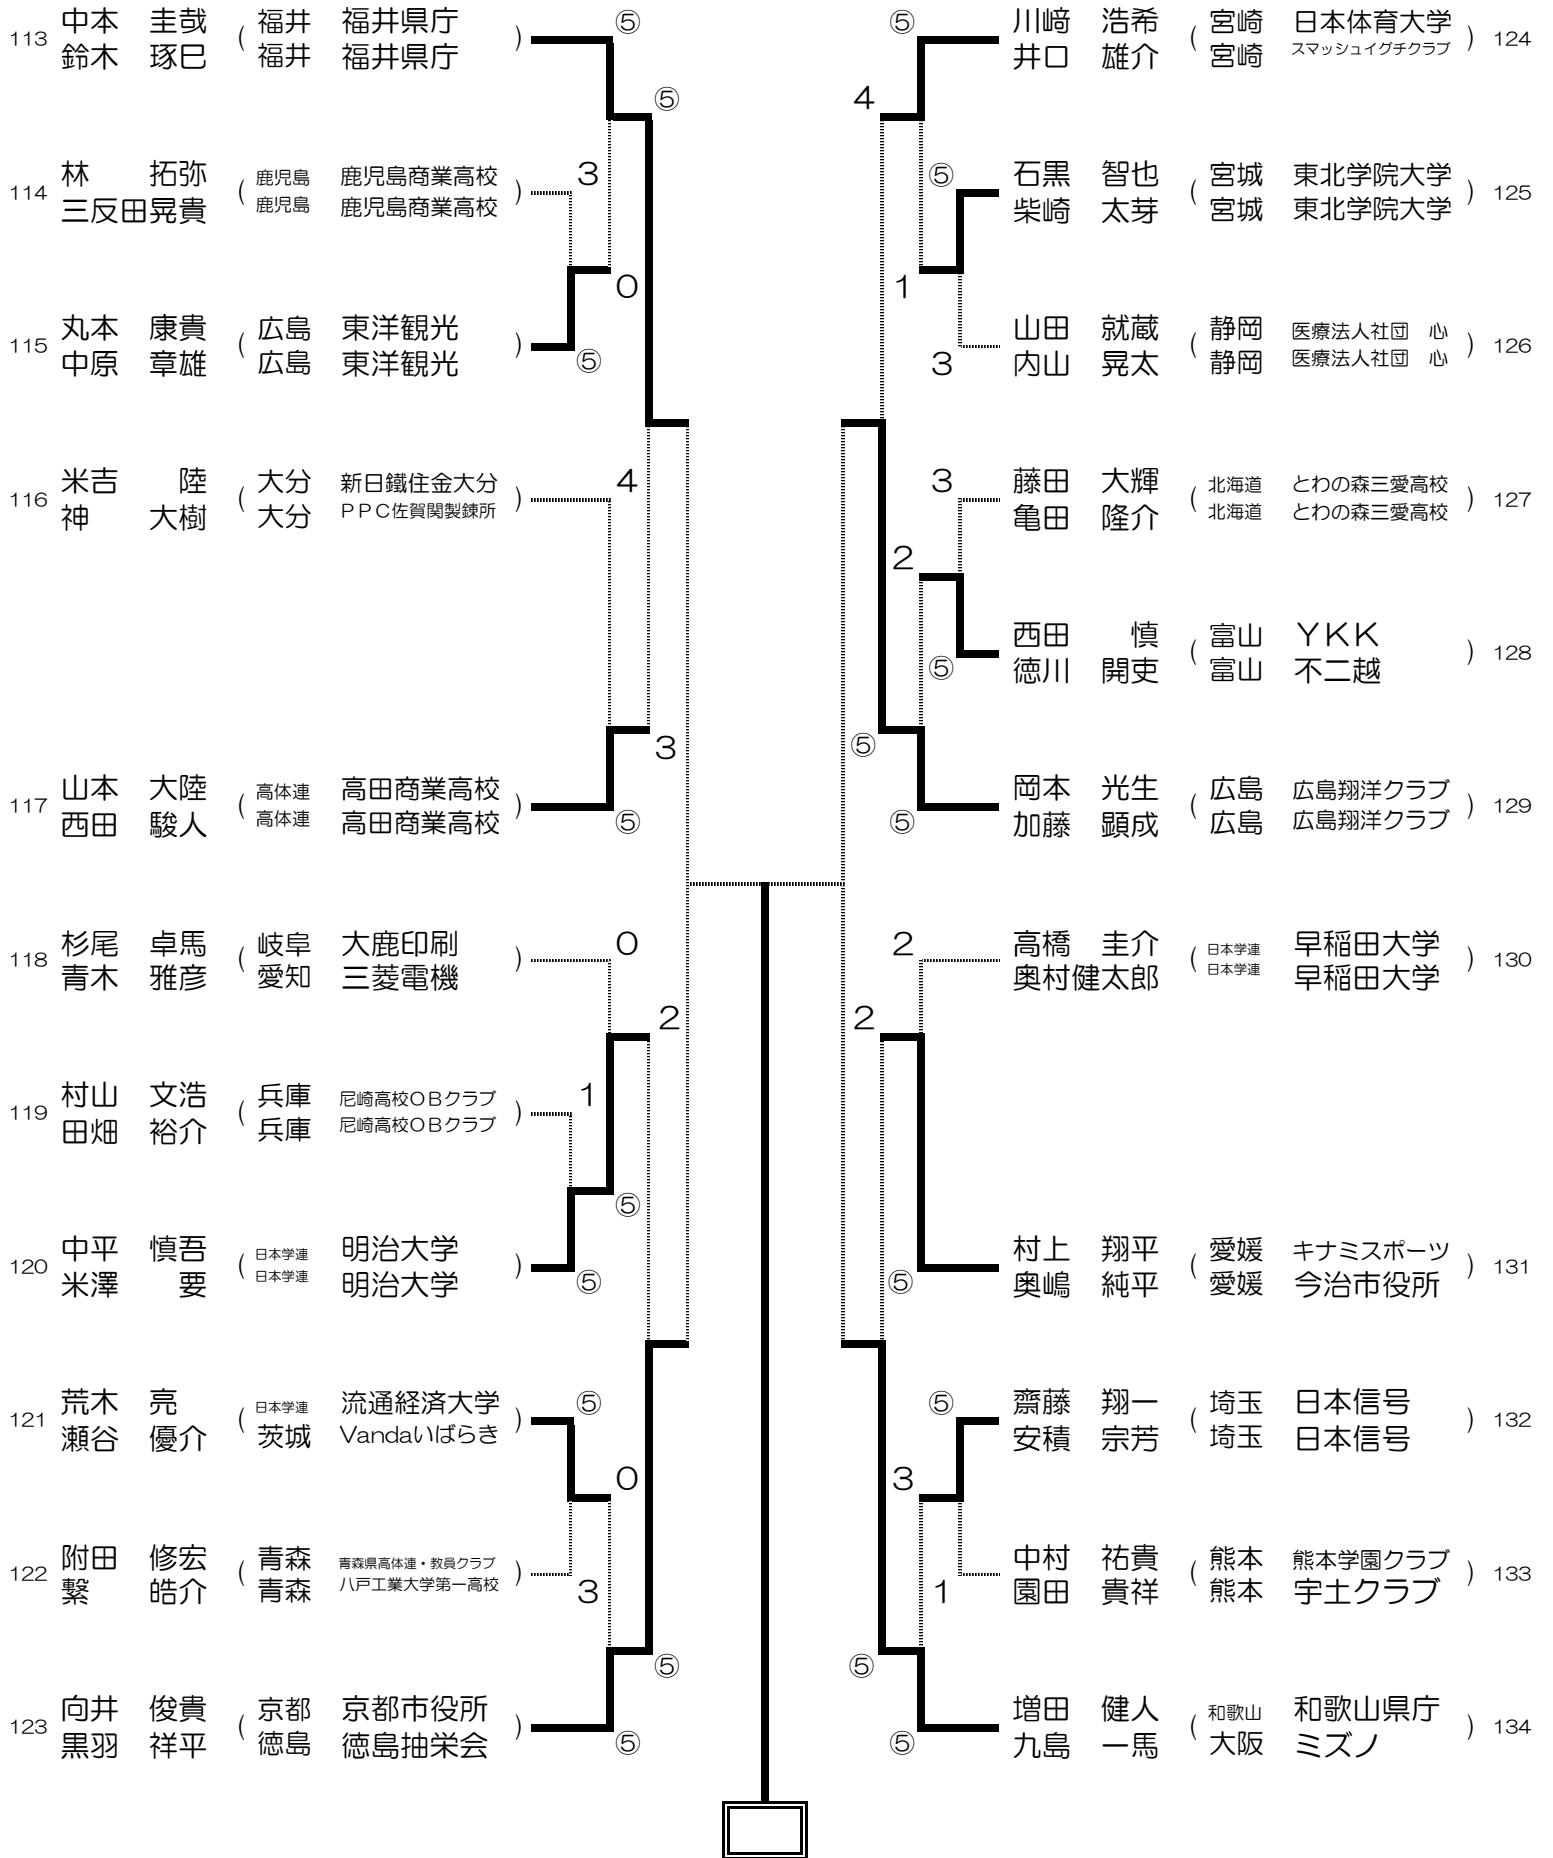 113 中本 圭哉 ( 福井 福井県庁 )
鈴木 琢巳 福井 福井県庁
114 林 拓弥 ( 鹿児島 鹿児島商業高校 )
三反田晃貴 鹿児島 鹿児島商業高校
115 丸本 康貴 ( 広島 東洋観光 )
中原 章雄 広島 東洋観光
116 米吉 陸 ( 大分 新日鐵住金大分 )
神 大樹 大分 PPC佐賀関製錬所
117 山本 大陸 ( 高体連 高田商業高校 )
西田 駿人 高体連 高田商業高校
118 杉尾 卓馬 ( 岐阜 大鹿印刷 )
青木 雅彦 愛知 三菱電機
119 村山 文浩 ( 兵庫 尼崎高校OBクラブ )
田畑 裕介 兵庫 尼崎高校OBクラブ
120 中平 慎吾 ( 日本学連 明治大学 )
米澤 要 日本学連 明治大学
121 荒木 亮 ( 日本学連 流通経済大学 )
瀬谷 優介 茨城 Vandaいばらき
122 附田 修宏 ( 青森 青森県高体連・教員クラブ )
繋 皓介 青森 八戸工業大学第一高校
123 向井 俊貴 ( 京都 京都市役所 )
黒羽 祥平 徳島 徳島抽栄会
⑤
⑤
3
0
⑤
4
3
⑤
0
2
1
⑤
⑤
⑤
0
3
⑤
⑤
⑤
4
⑤
1
3
3
2
⑤
⑤
⑤
2
2
⑤
⑤
3
1
⑤
⑤
川﨑 浩希 ( 宮崎 日本体育大学 ) 124
井口 雄介 宮崎 スマッシュイグチクラブ
石黒 智也 ( 宮城 東北学院大学 ) 125
柴崎 太芽 宮城 東北学院大学
山田 就蔵 ( 静岡 医療法人社団 心 ) 126
内山 晃太 静岡 医療法人社団 心
藤田 大輝 ( 北海道 とわの森三愛高校 ) 127
亀田 隆介 北海道 とわの森三愛高校
西田 慎 ( 富山 YKK ) 128
徳川 開吏 富山 不二越
岡本 光生 ( 広島 広島翔洋クラブ ) 129
加藤 顕成 広島 広島翔洋クラブ
高橋 圭介 ( 日本学連 早稲田大学 ) 130
奥村健太郎 日本学連 早稲田大学
村上 翔平 ( 愛媛 キナミスポーツ ) 131
奥嶋 純平 愛媛 今治市役所
齋藤 翔一 ( 埼玉 日本信号 ) 132
安積 宗芳 埼玉 日本信号
中村 祐貴 ( 熊本 熊本学園クラブ ) 133
園田 貴祥 熊本 宇土クラブ
増田 健人 ( 和歌山 和歌山県庁 ) 134
九島 一馬 大阪 ミズノ